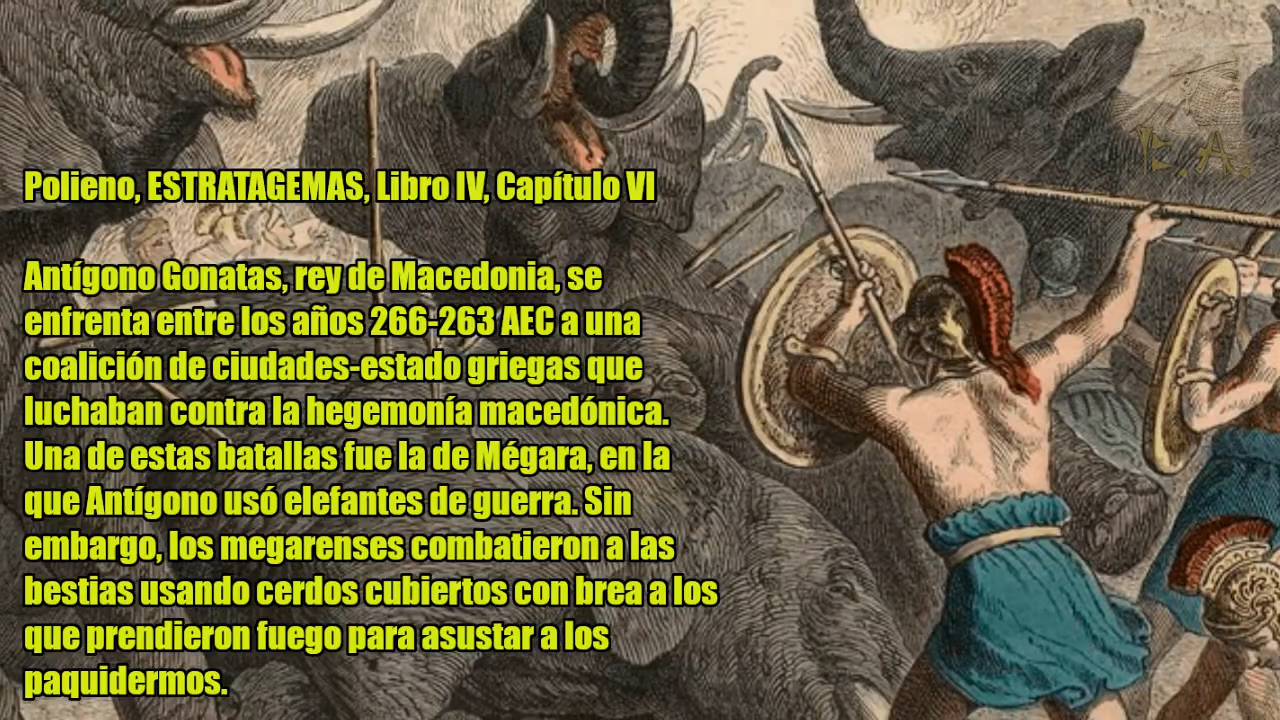 Polieno, ESTRATAGEMAS, Libro IV, Capítulo VI
Antígono Gonatas, rey de Macedonia, se
enfrenta entre los años 266-263 AEC a una
coalición de ciudades-estado griegas que
luchaban contra la hegemonía macedónica.
Una de estas batallas fue la de Mégara, en la
que Antígono usó elefantes de guerra. Sin
embargo, los megarenses combatieron a las
bestias usando cerdos cubiertos con brea a los
que prendieron fuego para asustar a los
paquidermos.
E. A.